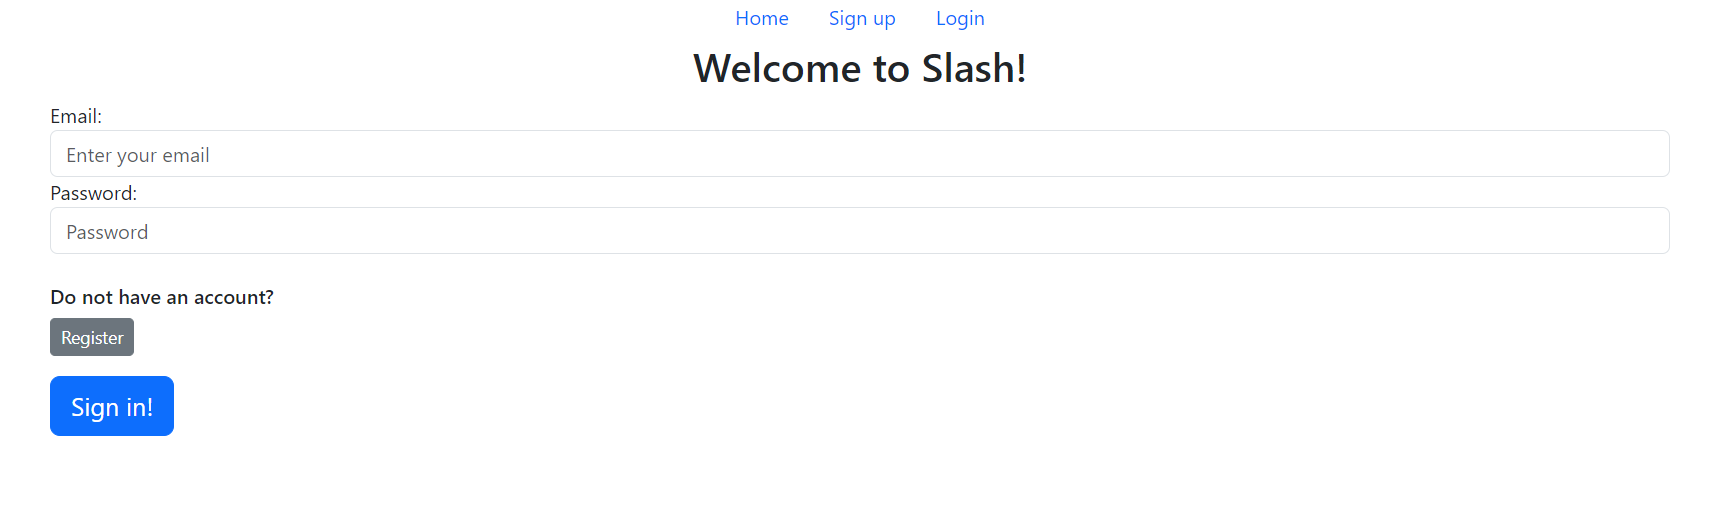 Home Sign up Login
Welcome to Slash!
Email:
Enter your email
Password:
Password
Do not have an account?
Register
Sign in!